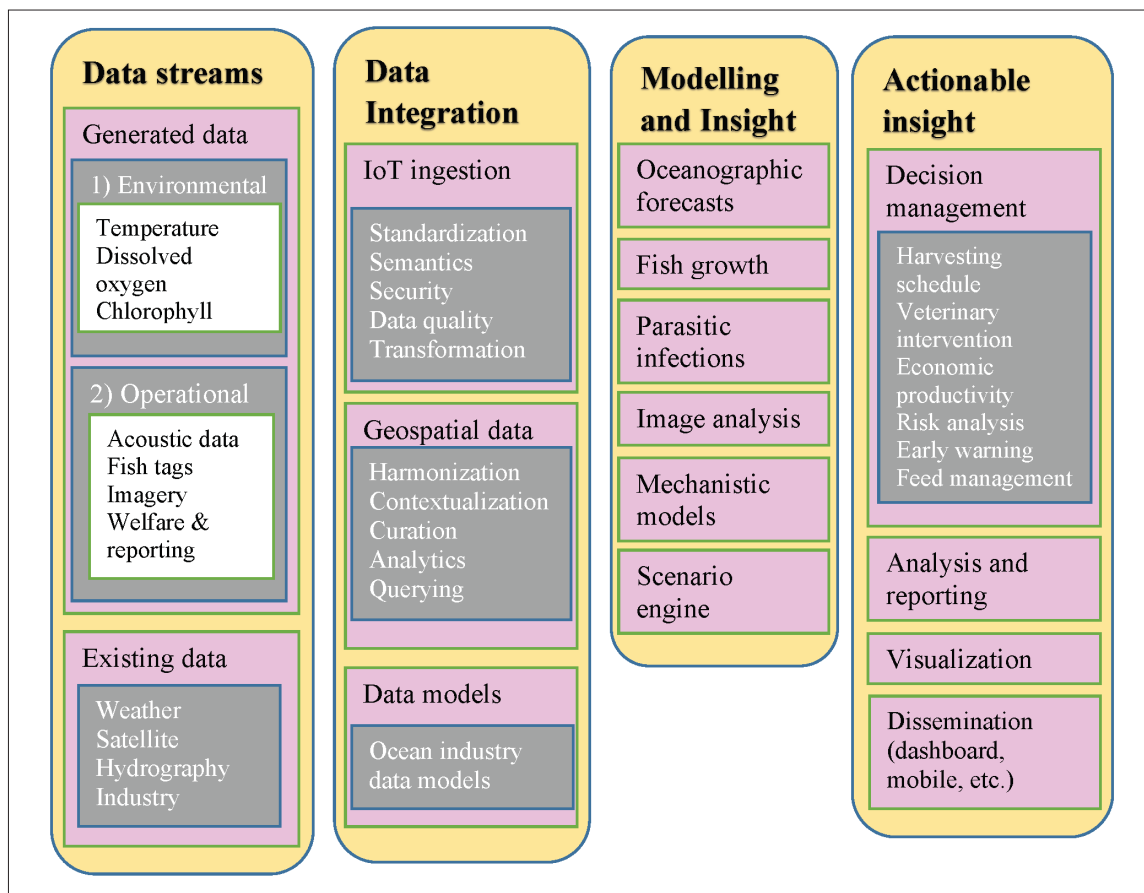 Data streams
Generated data
1) Environmental
Temperature
Dissolved
oxygen
Chlorophyll
2) Operational
Acoustic data
Fish tags
Imagery
Welfare &
reporting
Existing data
Weather
Satellite
Hydrography
Industry
Data
Integration
IoT ingestion
Standardization
Semantics
Security
Data quality
Transformation
Geospatial data
Harmonization
Contextualization
Curation
Analytics
Querying
Data models
Ocean industry
data models
Modelling
and Insight
Oceanographic
forecasts
Fish growth
Parasitic
infections
Image analysis
Mechanistic
models
Scenario
engine
Actionable
insight
Decision
management
Harvesting
schedule
Veterinary
intervention
Economic
productivity
Risk analysis
Early warning
Feed management
Analysis and
reporting
Visualization
Dissemination
(dashboard,
mobile, etc.)